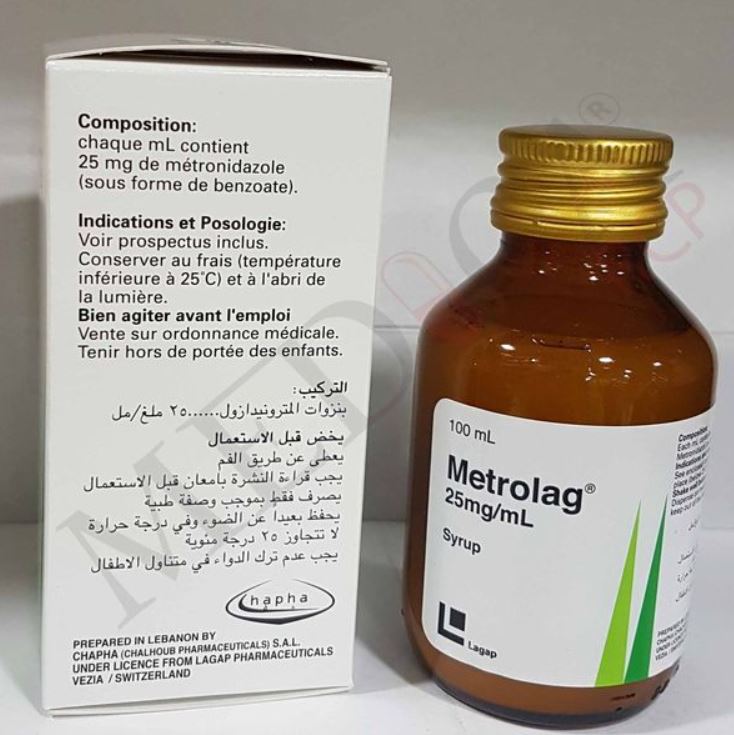 Composition:
chaque mL contient
25 mg de métronidazole
(sous forme de benzoate).
Indications et Posologie:
Voir prospectus inclus.
Conserver au frais (température
inférieure à 25°C) et à l'abri de
la lumière.
Bien agiter avant l'emploi
Vente sur ordonnance médicale.
Tenir hors de portée des enfants.
التركيب:
بنزوات المترونيدازول......٢٥ ملغ/مل
يخض قبل الاستعمال
يعطى عن طريق الفم
يجب قراءة النشرة بإمعان قبل الاستعمال
يصرف فقط بموجب وصفة طبية
يحفظ بعيدا عن الضوء وفي درجة حرارة
لا تتجاوز ٢٥ درجة مئوية
يجب عدم ترك الدواء في متناول الاطفال
Chapha
PREPARED IN LEBANON BY
CHAPHA (CHALHOUB PHARMACEUTICALS) S.A.L.
UNDER LICENCE FROM LAGAP PHARMACEUTICALS
VEZIA / SWITZERLAND
100 mL
Metrolag®
25mg/mL
Syrup
Lagap